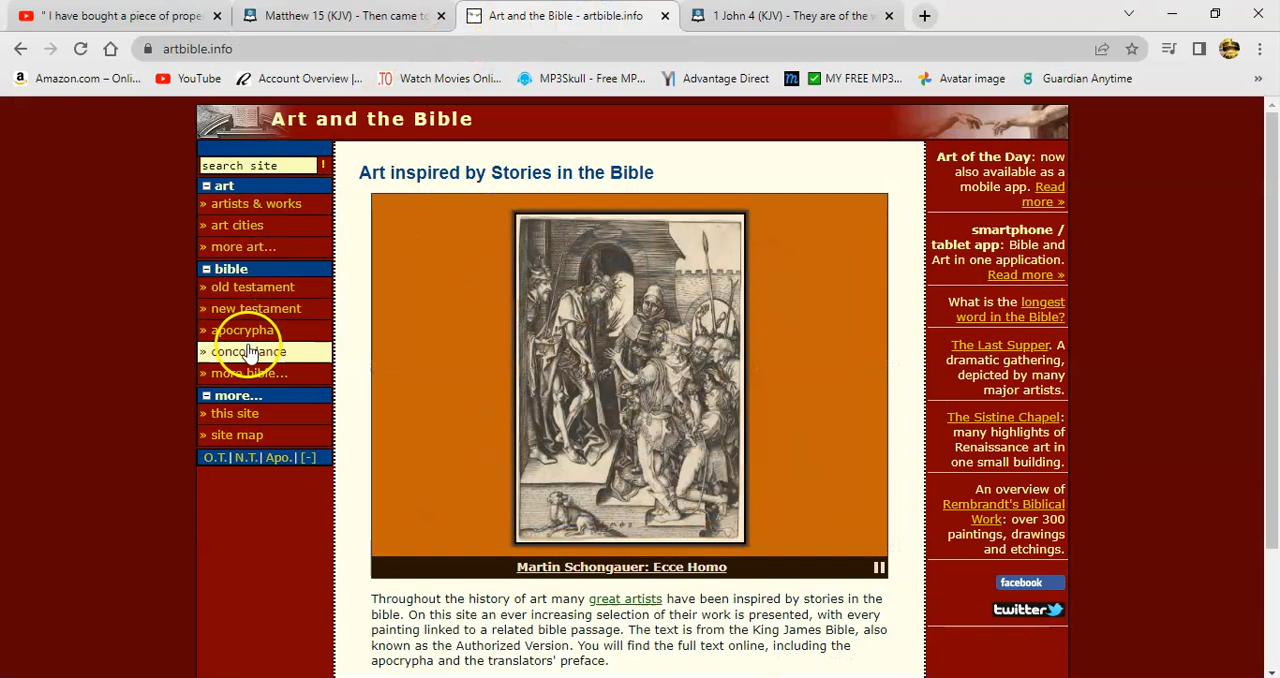 " I have bought a piece of prope
Matthew 15 (KJV) - Then came t
Art and the Bible - artbible.info
1 John 4 (KJV) - They are of the w
artbible.info
Amazon.com – Onli...
YouTube
Account Overview |...
.TO Watch Movies Onl...
MP3Skull - Free MP...
Advantage Direct
m MY FREE MP3...
Avatar image
Guardian Anytime
»
Art and the Bible
search site !
art
» artists & works
» art cities
» more art...
bible
» old testament
» new testament
» apocrypha
» concordance
» more bible...
more...
» this site
» site map
O.T.| N.T.| Apo.| [-]
Art inspired by Stories in the Bible
Martin Schongauer: Ecce Homo
Throughout the history of art many great artists have been inspired by stories in the
bible. On this site an ever increasing selection of their work is presented, with every
painting linked to a related bible passage. The text is from the King James Bible, also
known as the Authorized Version. You will find the full text online, including the
apocrypha and the translators' preface.
Art of the Day: now
also available as a
mobile app. Read
more »
smartphone /
tablet app: Bible and
Art in one application.
Read more »
What is the longest
word in the Bible?
The Last Supper. A
dramatic gathering,
depicted by many
major artists.
The Sistine Chapel:
many highlights of
Renaissance art in
one small building.
An overview of
Rembrandt's Biblical
Work: over 300
paintings, drawings
and etchings.
facebook
twitter